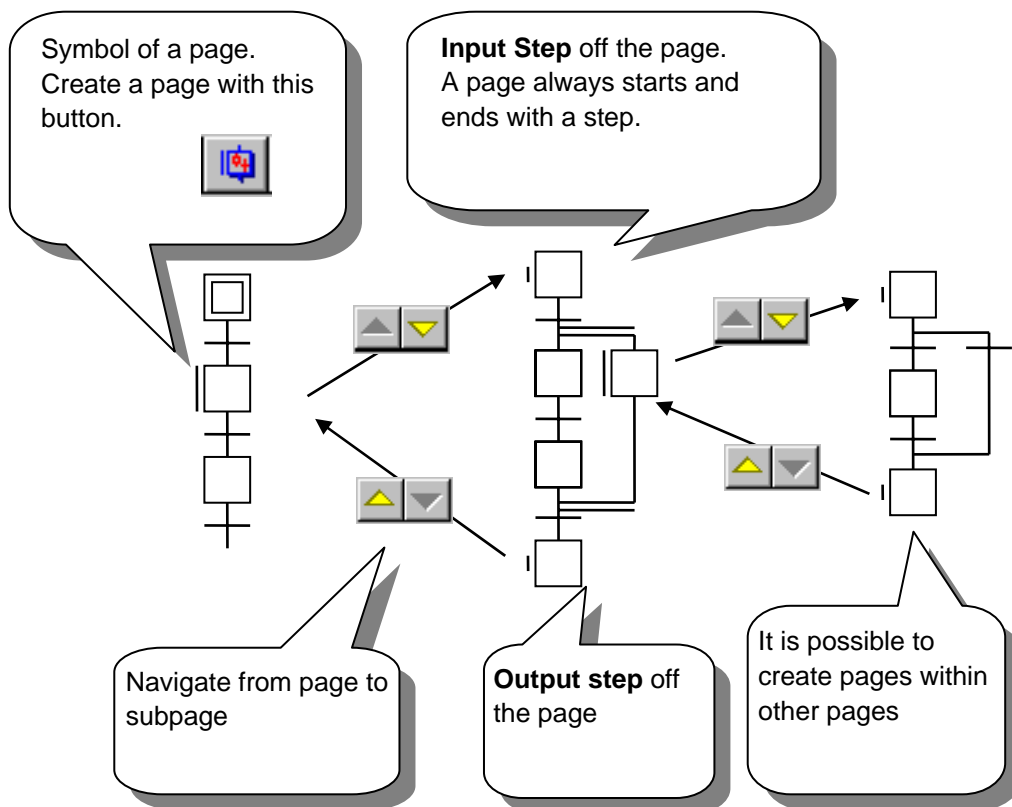 Symbol of a page.
Create a page with this
button.
Input Step off the page.
A page always starts and
ends with a step.
Navigate from page to
subpage
Output step off
the page
It is possible to
create pages within
other pages